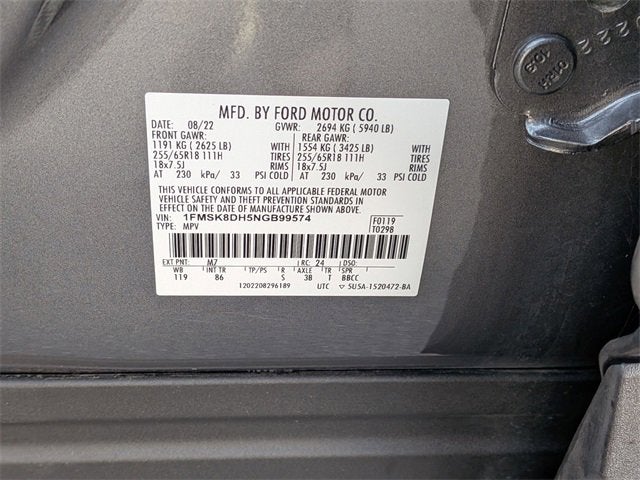 MFD. BY FORD MOTOR CO.
DATE: 08/22 GVWR: 2694 KG ( 5940 LB)
FRONT GAWR: REAR GAWR:
1191 KG ( 2625 LB) WITH 1554 KG ( 3425 LB) WITH
255/65R18 111H TIRES 255/65R18 111H TIRES
18x7.5J RIMS 18x7.5J RIMS
AT 230 kPa/ 33 PSI COLD AT 230 kPa/ 33 PSI COLD
THIS VEHICLE CONFORMS TO ALL APPLICABLE FEDERAL MOTOR
VEHICLE SAFETY AND THEFT PREVENTION STANDARDS IN EFFECT ON THE
DATE OF MANUFACTURE SHOWN ABOVE.
VIN: 1FMSK8DH5NGB99574 F0119
TYPE: MPV T0298
EXT PNT: M7 RC: 24 DSO:
WB INT TR TP/PS R AXLE TR SPR
119 86 S 3B T BBCC
1202208296189 UTC ▽ 5U5A-1520472-BA
222